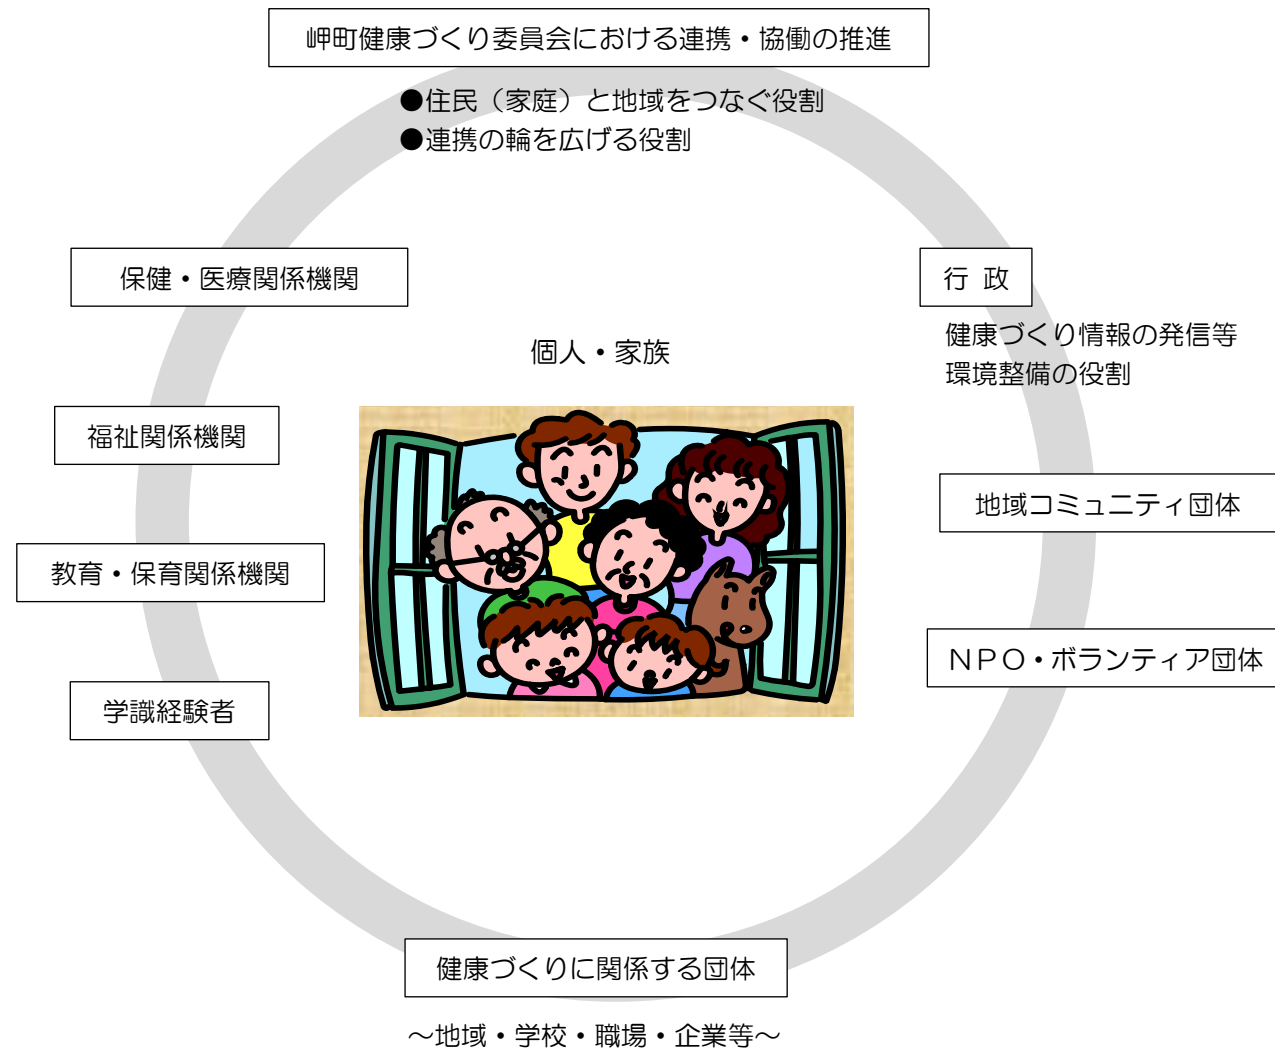 岬町健康づくり委員会における連携・協働の推進
●住民（家庭）と地域をつなぐ役割
●連携の輪を広げる役割
保健・医療関係機関
行 政
健康づくり情報の発信等
環境整備の役割
個人・家族
福祉関係機関
地域コミュニティ団体
教育・保育関係機関
ＮＰＯ・ボランティア団体
学識経験者
健康づくりに関係する団体
～地域・学校・職場・企業等～